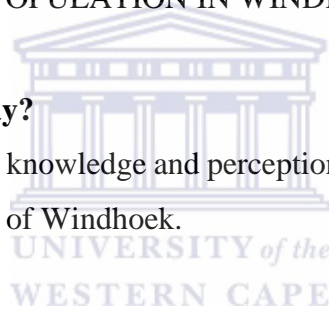 OPULATION IN WINDH
y?
knowledge and perception
of Windhoek.
UNIVERSITY of the
WESTERN CAPE